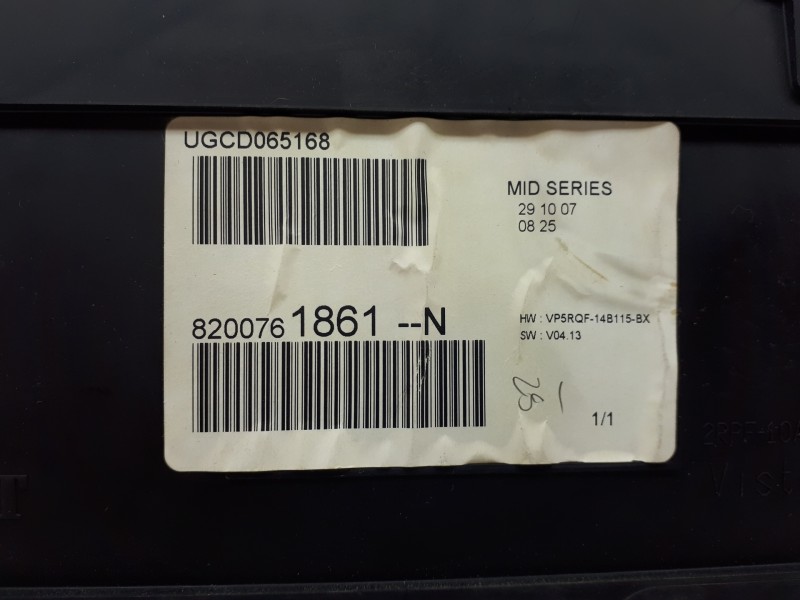 UGCD065168
MID SERIES
29 10 07
08 25
8200761861 --N
HW : VP5RQF-14B115-BX
SW : V04.13
1/1